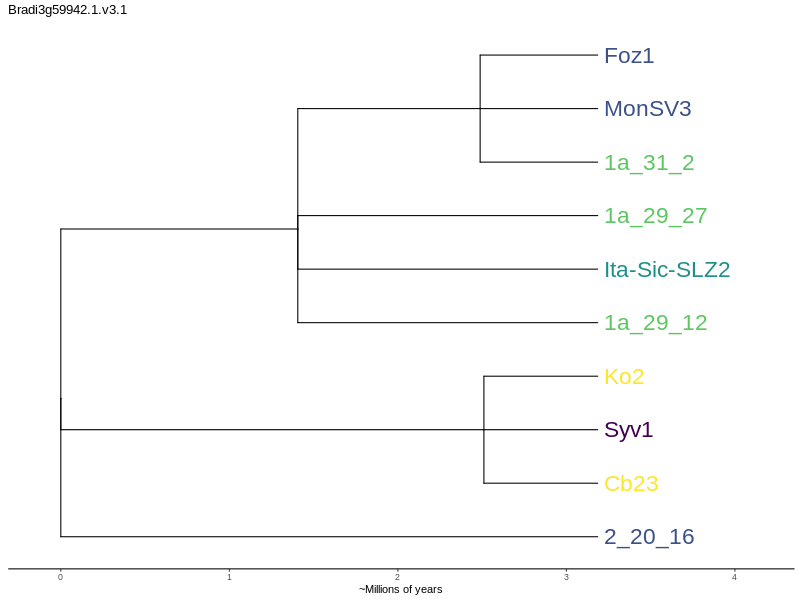 Bradi3g59942.1.v3.1
Foz1
MonSV3
1a_31_2
1a_29_27
Ita-Sic-SLZ2
1a_29_12
Ko2
Syv1
Cb23
2_20_16
0 1 2 3 4
~Millions of years